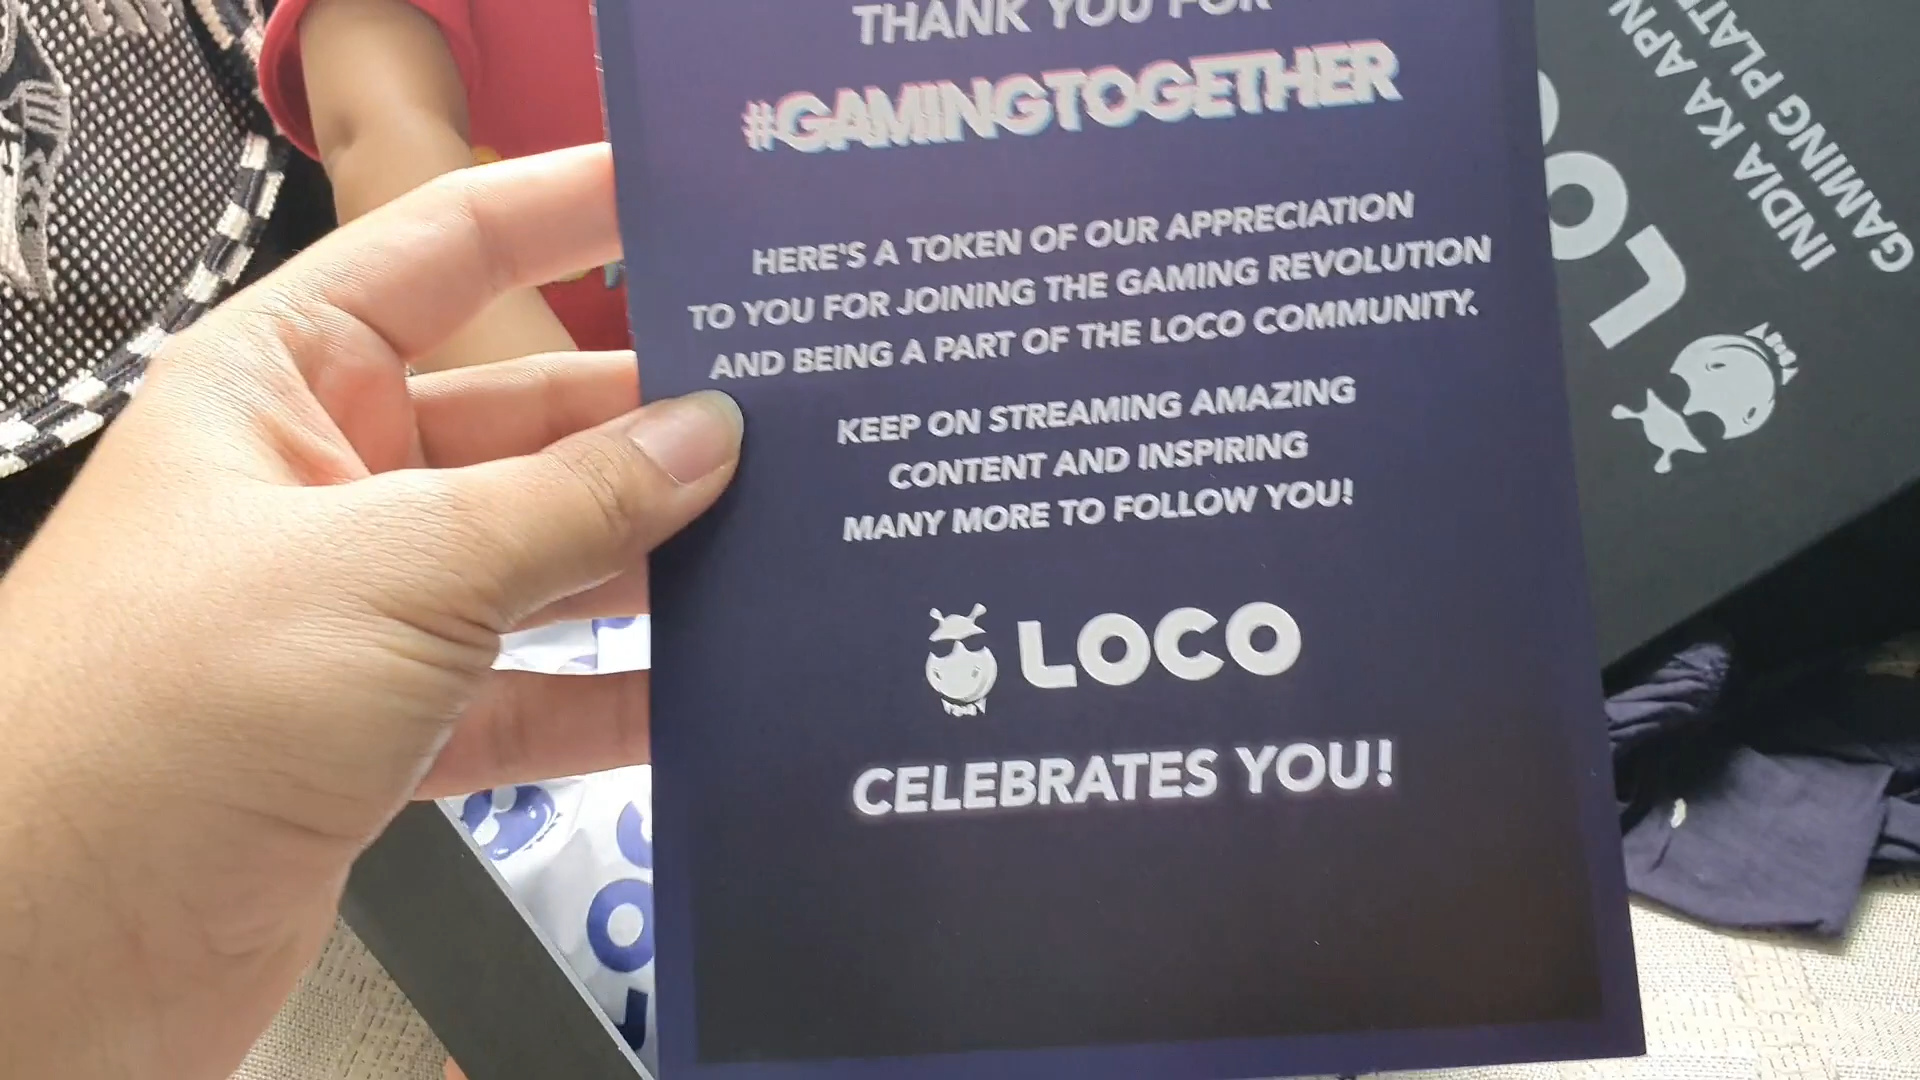 THANK YOU FOR
#GAMINGTOGETHER
HERE'S A TOKEN OF OUR APPRECIATION
TO YOU FOR JOINING THE GAMING REVOLUTION
AND BEING A PART OF THE LOCO COMMUNITY.
KEEP ON STREAMING AMAZING
CONTENT AND INSPIRING
MANY MORE TO FOLLOW YOU!
LOCO
CELEBRATES YOU!
LOCO
INDIA KA
GAMING